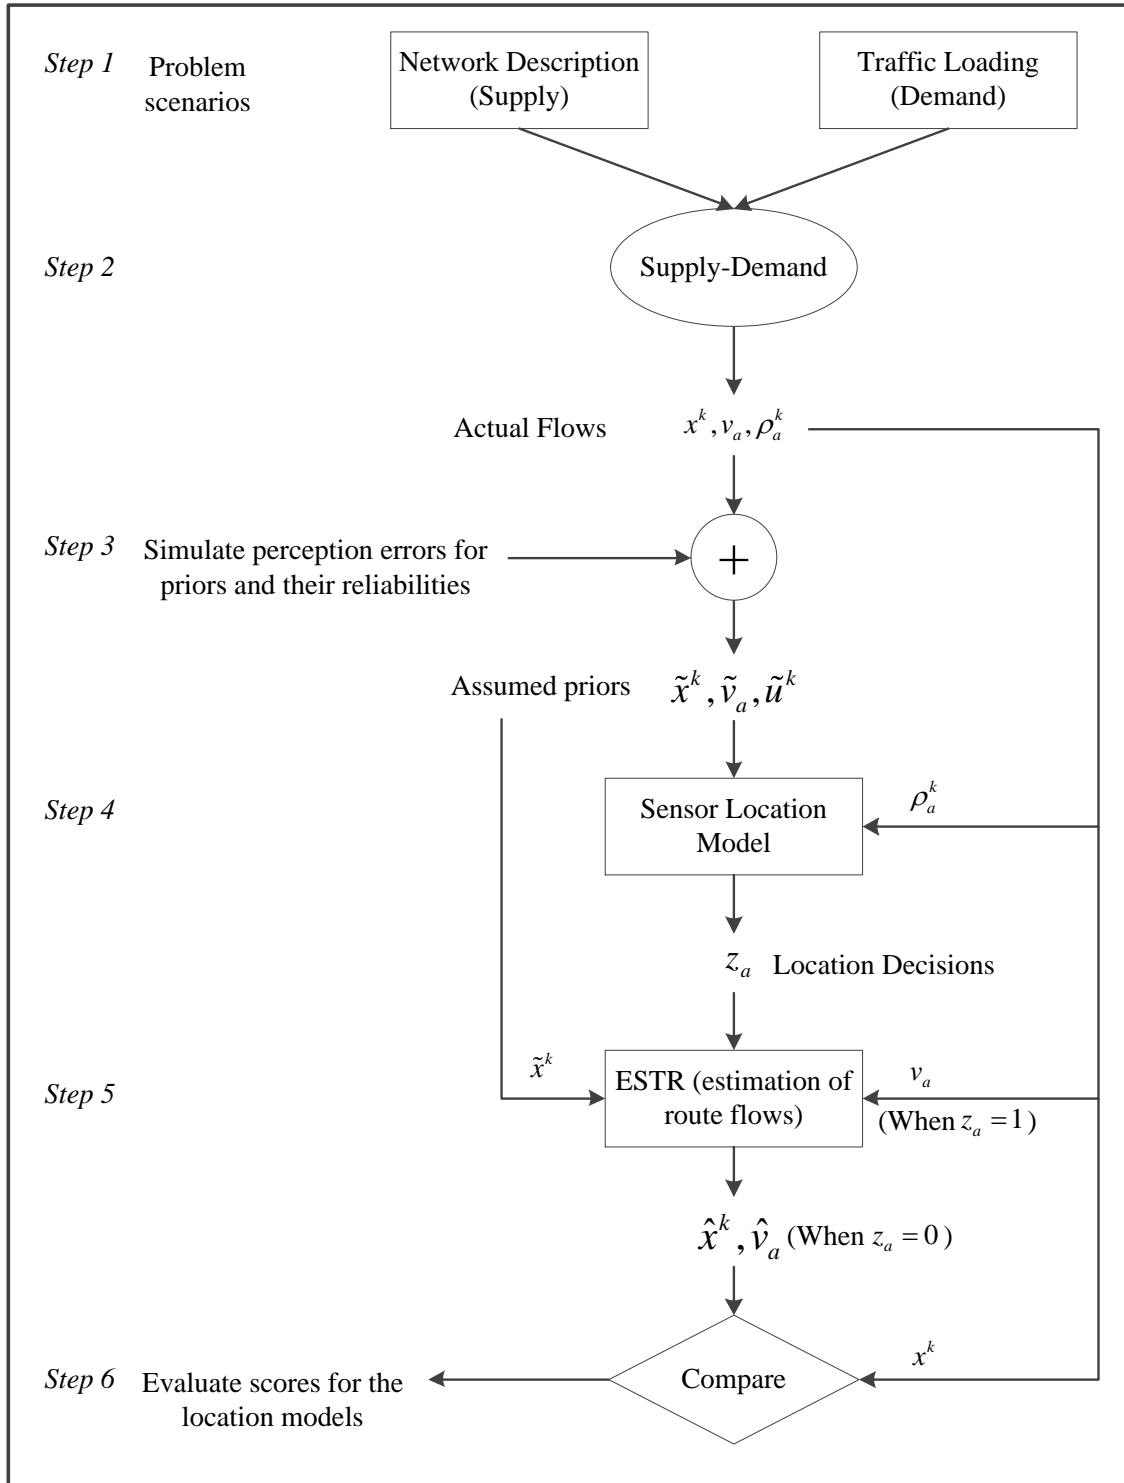 Step 1
Problem
scenarios
Network Description
(Supply)
Traffic Loading
(Demand)
Step 2
Supply-Demand
Actual Flows
x^k, v_a, ρ_a^k
Step 3
Simulate perception errors for
priors and their reliabilities
+
Assumed priors
x̃^k, ṽ_a, ũ^k
Step 4
Sensor Location
Model
ρ_a^k
z_a Location Decisions
Step 5
x̃^k
ESTR (estimation of
route flows)
v_a
(When z_a = 1)
x̂^k, v̂_a (When z_a = 0)
Step 6
Evaluate scores for the
location models
Compare
x^k